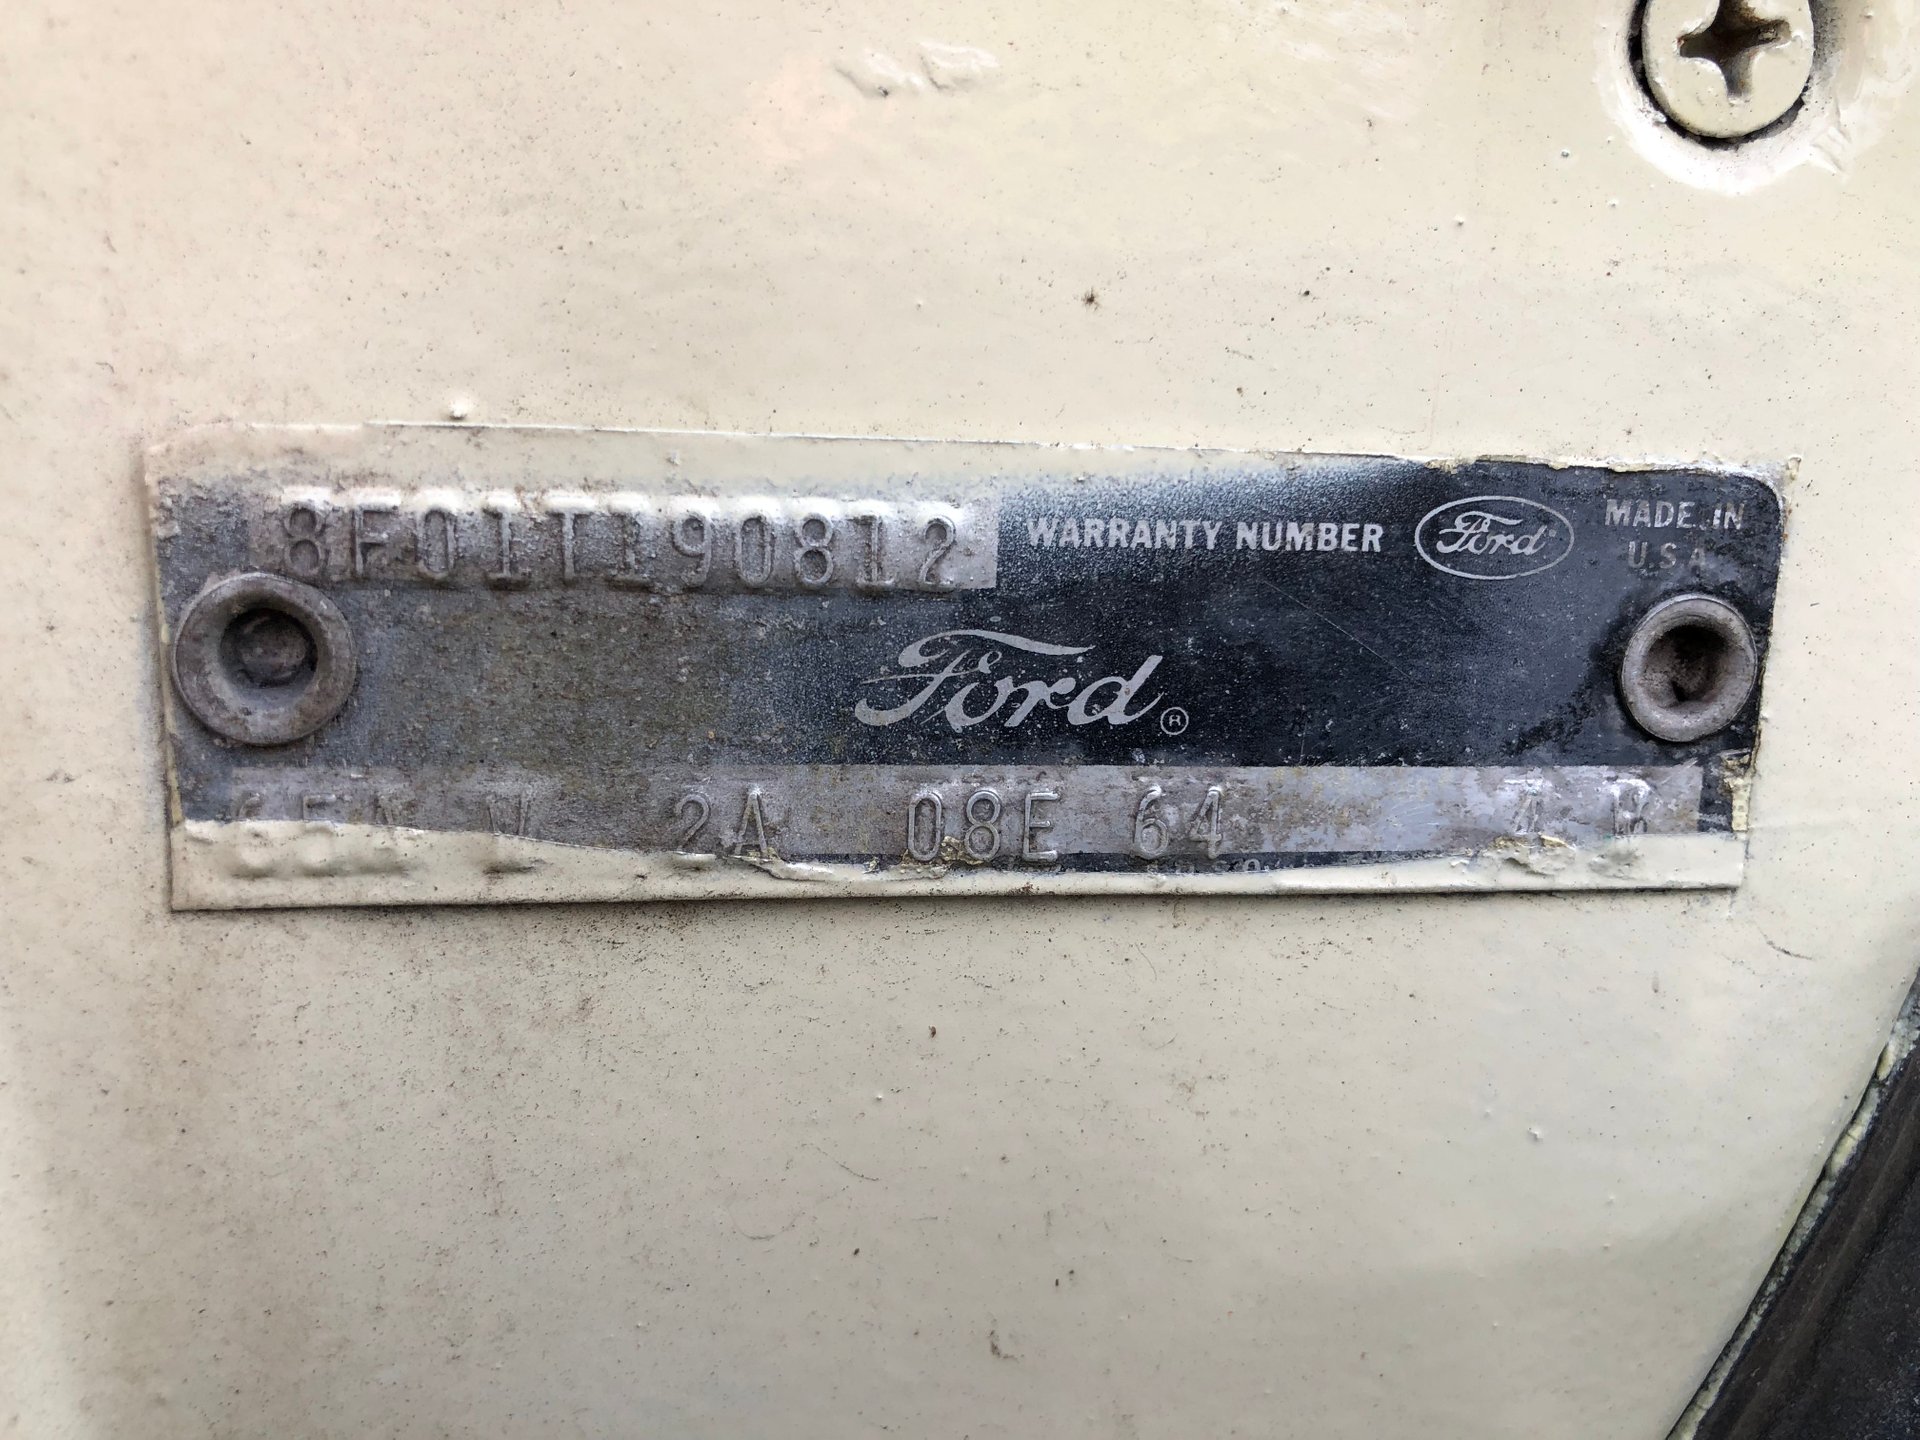 8F01T190812 WARRANTY NUMBER Ford MADE IN
U.S.A
Ford ®
2A 08E 64